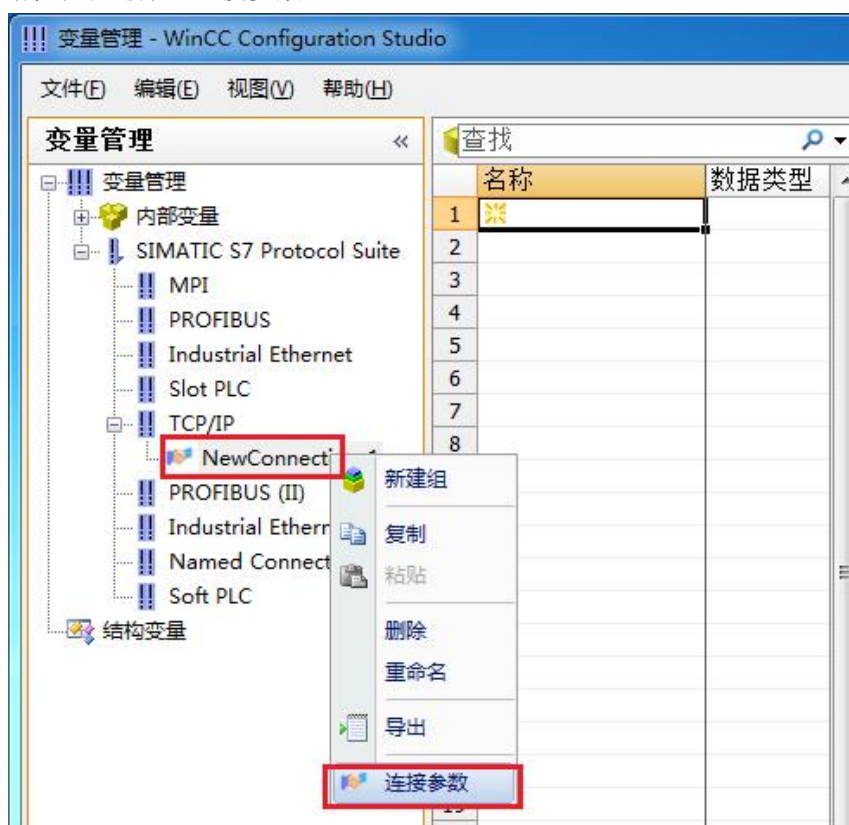 变量管理 - WinCC Configuration Studio
文件(F) 编辑(E) 视图(V) 帮助(H)
变量管理 «
查找
名称 数据类型
变量管理
内部变量
SIMATIC S7 Protocol Suite
MPI
PROFIBUS
Industrial Ethernet
Slot PLC
TCP/IP
NewConnecti
PROFIBUS (II)
Industrial Ethern
Named Connect
Soft PLC
结构变量
1
2
3
4
5
6
7
8
新建组
复制
粘贴
删除
重命名
导出
连接参数